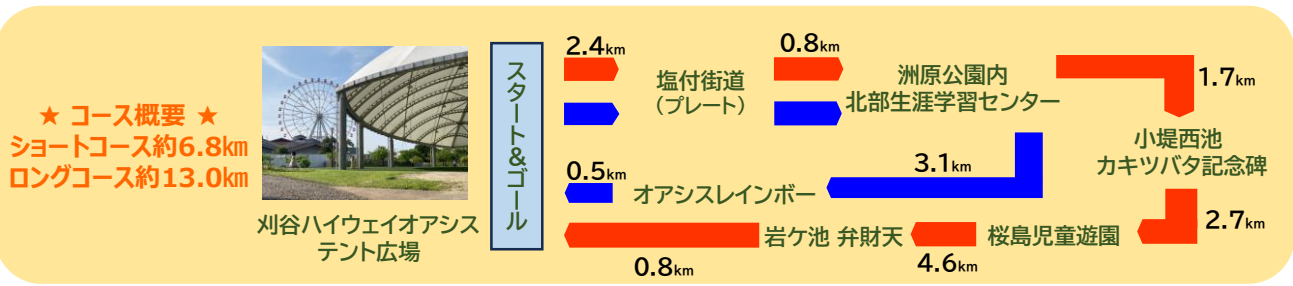 ★ コース概要 ★
ショートコース約6.8㎞
ロングコース約13.0㎞
刈谷ハイウェイオアシス
テント広場
スタート&ゴール
2.4km
塩付街道
（プレート）
0.8km
洲原公園内
北部生涯学習センター
1.7km
小堤西池
カキツバタ記念碑
2.7km
桜島児童遊園
4.6km
岩ケ池 弁財天
0.8km
3.1km
オアシスレインボー
0.5km